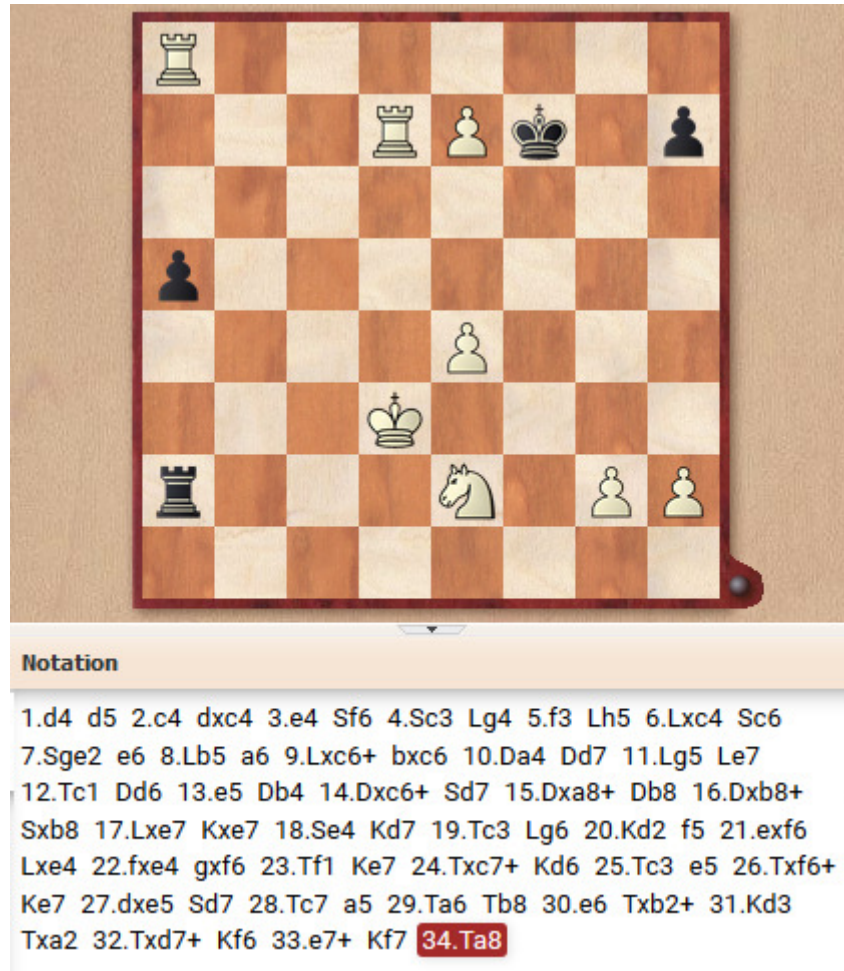 Notation
1.d4 d5 2.c4 dxc4 3.e4 Sf6 4.Sc3 Lg4 5.f3 Lh5 6.Lxc4 Sc6
7.Sge2 e6 8.Lb5 a6 9.Lxc6+ bxc6 10.Da4 Dd7 11.Lg5 Le7
12.Tc1 Dd6 13.e5 Db4 14.Dxc6+ Sd7 15.Dxa8+ Db8 16.Dxb8+
Sxb8 17.Lxe7 Kxe7 18.Se4 Kd7 19.Tc3 Lg6 20.Kd2 f5 21.exf6
Lxe4 22.fxe4 gxf6 23.Tf1 Ke7 24.Txc7+ Kd6 25.Tc3 e5 26.Txf6+
Ke7 27.dxe5 Sd7 28.Tc7 a5 29.Ta6 Tb8 30.e6 Txb2+ 31.Kd3
Txa2 32.Txd7+ Kf6 33.e7+ Kf7 34.Ta8